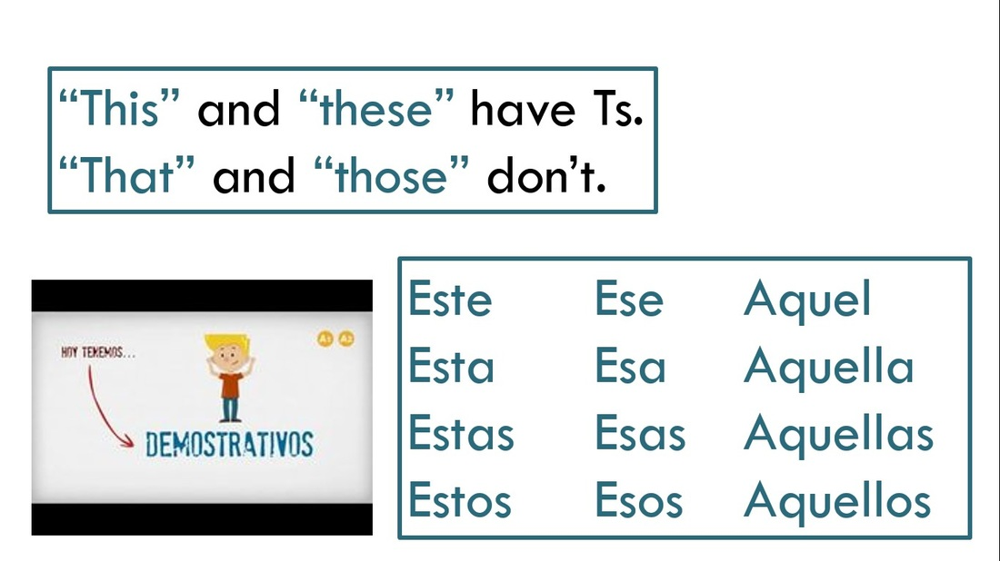 “This” and “these” have Ts.
“That” and “those” don’t.
HOY TENEMOS...
A1 A2
DEMOSTRATIVOS
Este Ese Aquel
Esta Esa Aquella
Estas Esas Aquellas
Estos Esos Aquellos